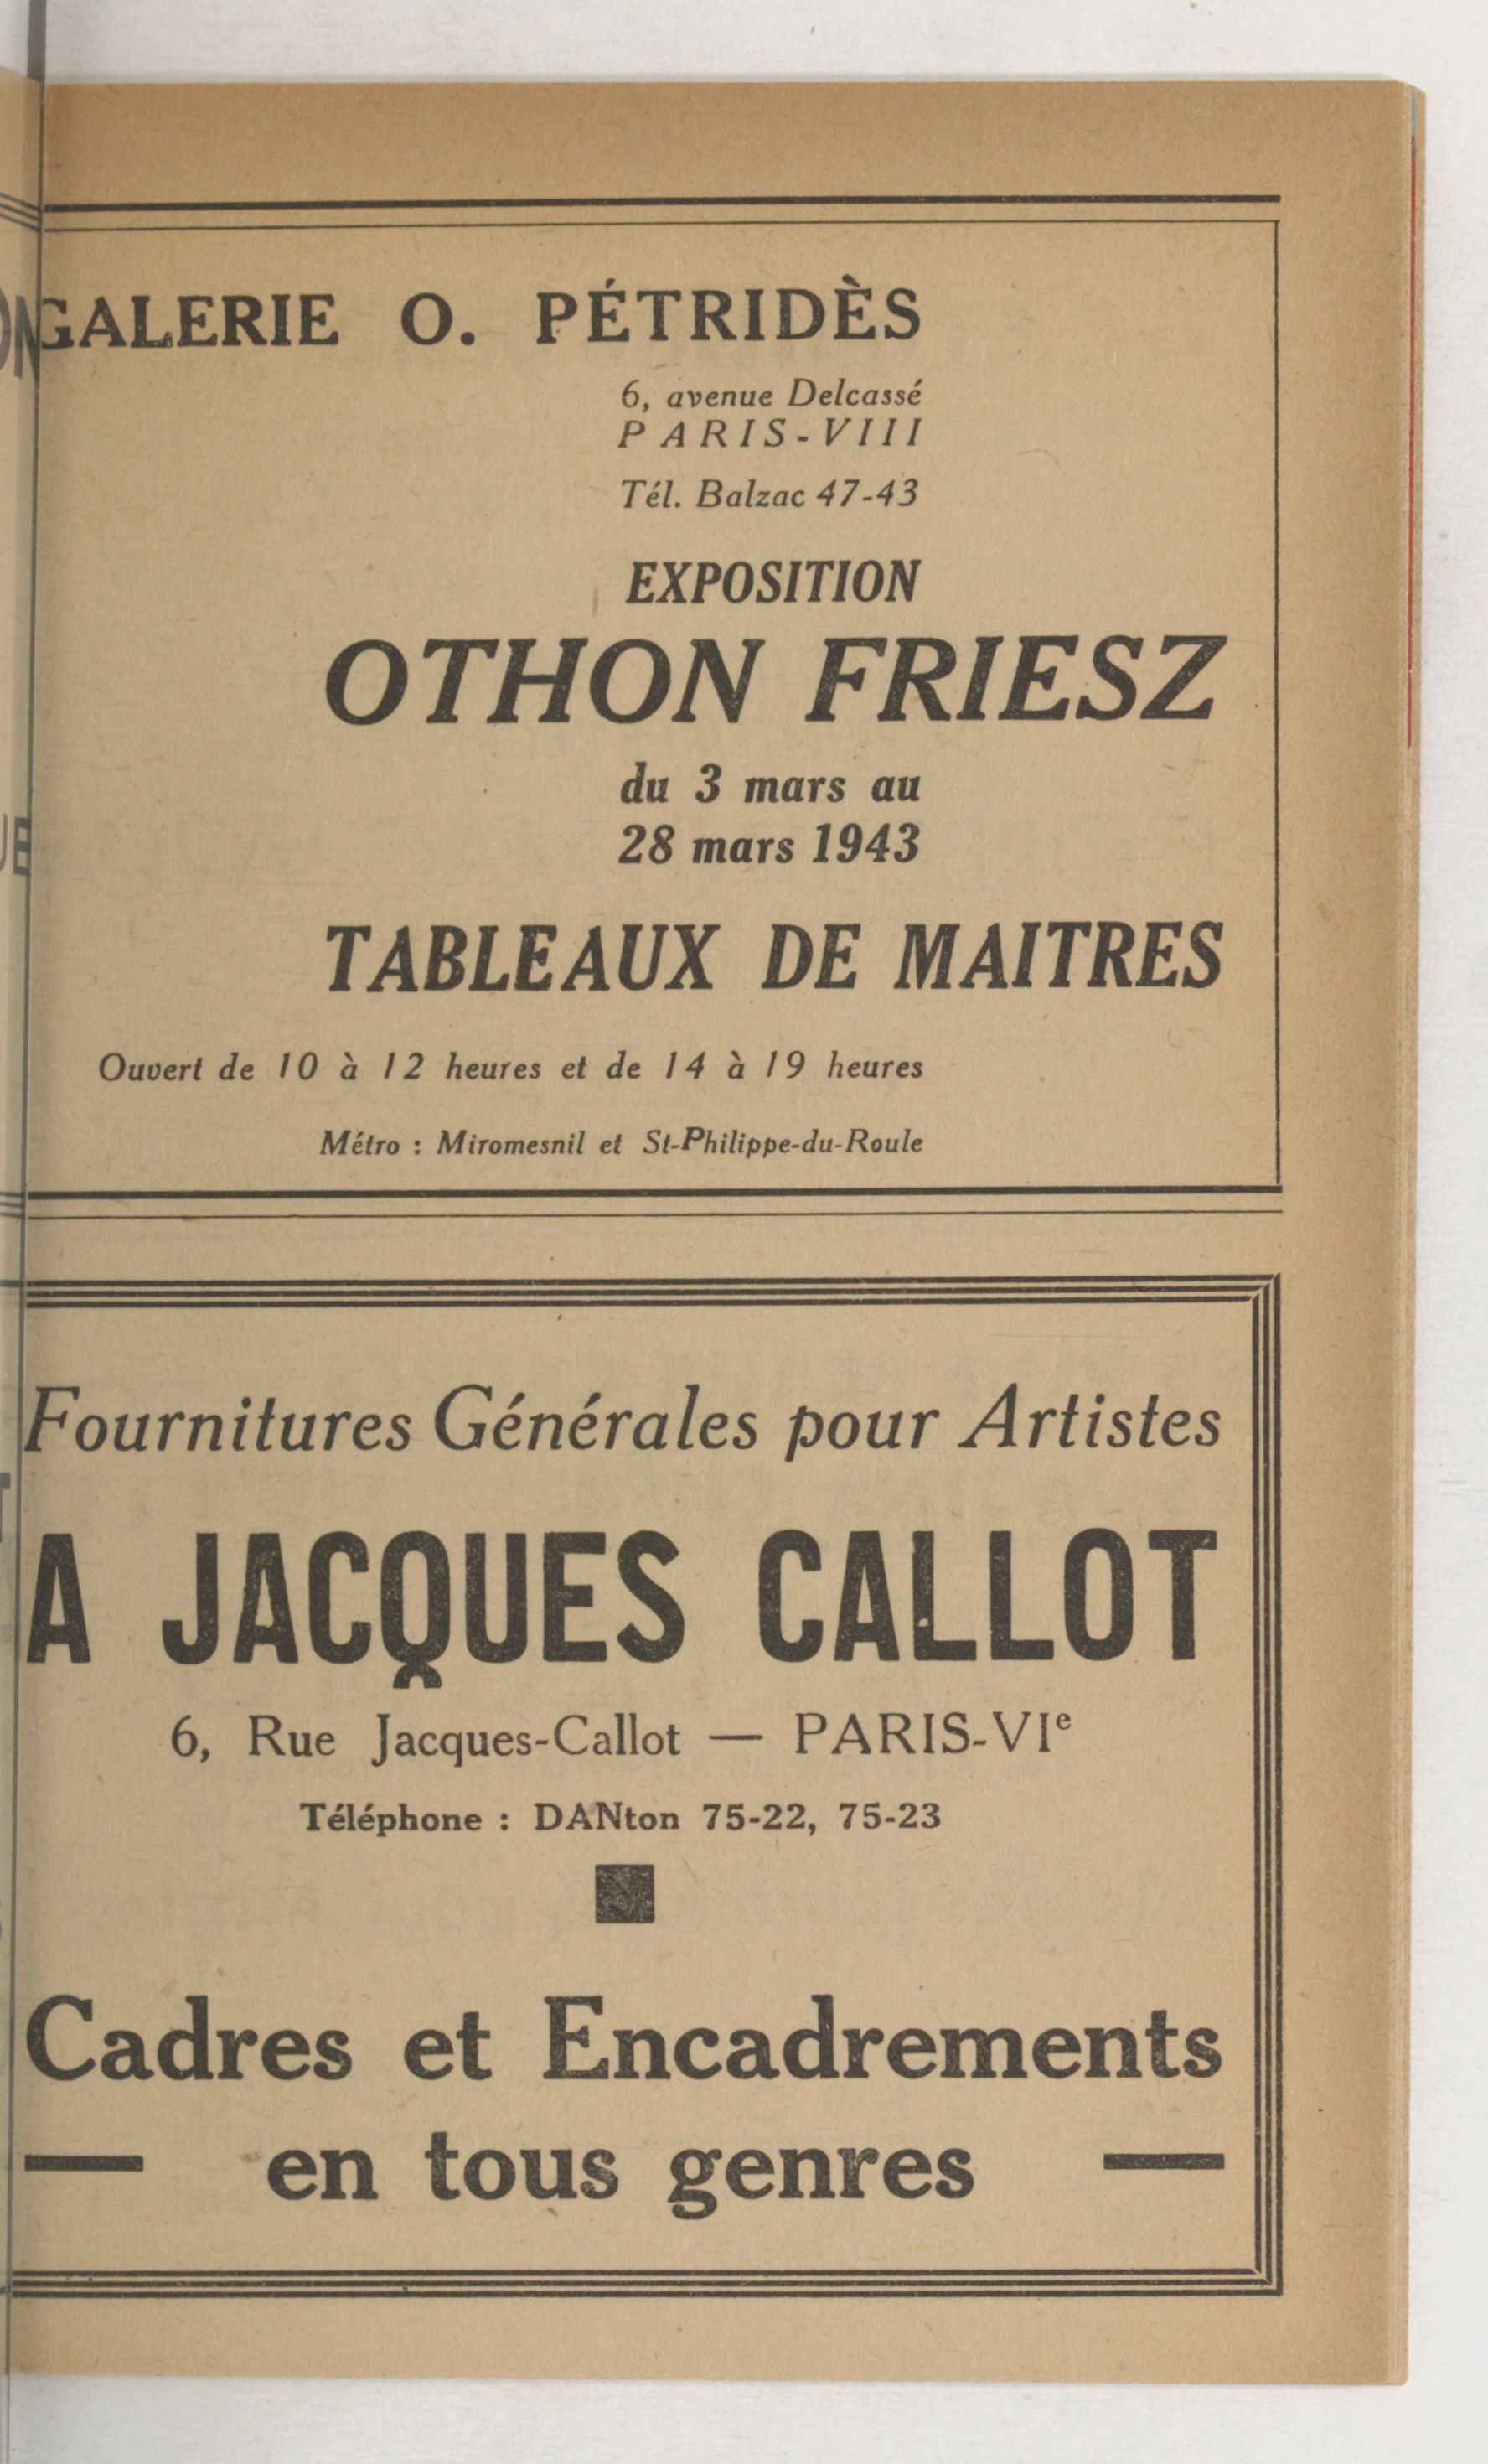 GALERIE O. PÉTRIDÈS
6, avenue Delcassé
PARIS-VIII
Tél. Balzac 47-43
EXPOSITION
OTHON FRIESZ
du 3 mars au
28 mars 1943
TABLEAUX DE MAITRES
Ouvert de 10 à 12 heures et de 14 à 19 heures
Métro : Miromesnil et St-Philippe-du-Roule
Fournitures Générales pour Artistes
A JACQUES CALLOT
6, Rue Jacques-Callot — PARIS-VIe
Téléphone : DANton 75-22, 75-23
Cadres et Encadrements
— en tous genres —